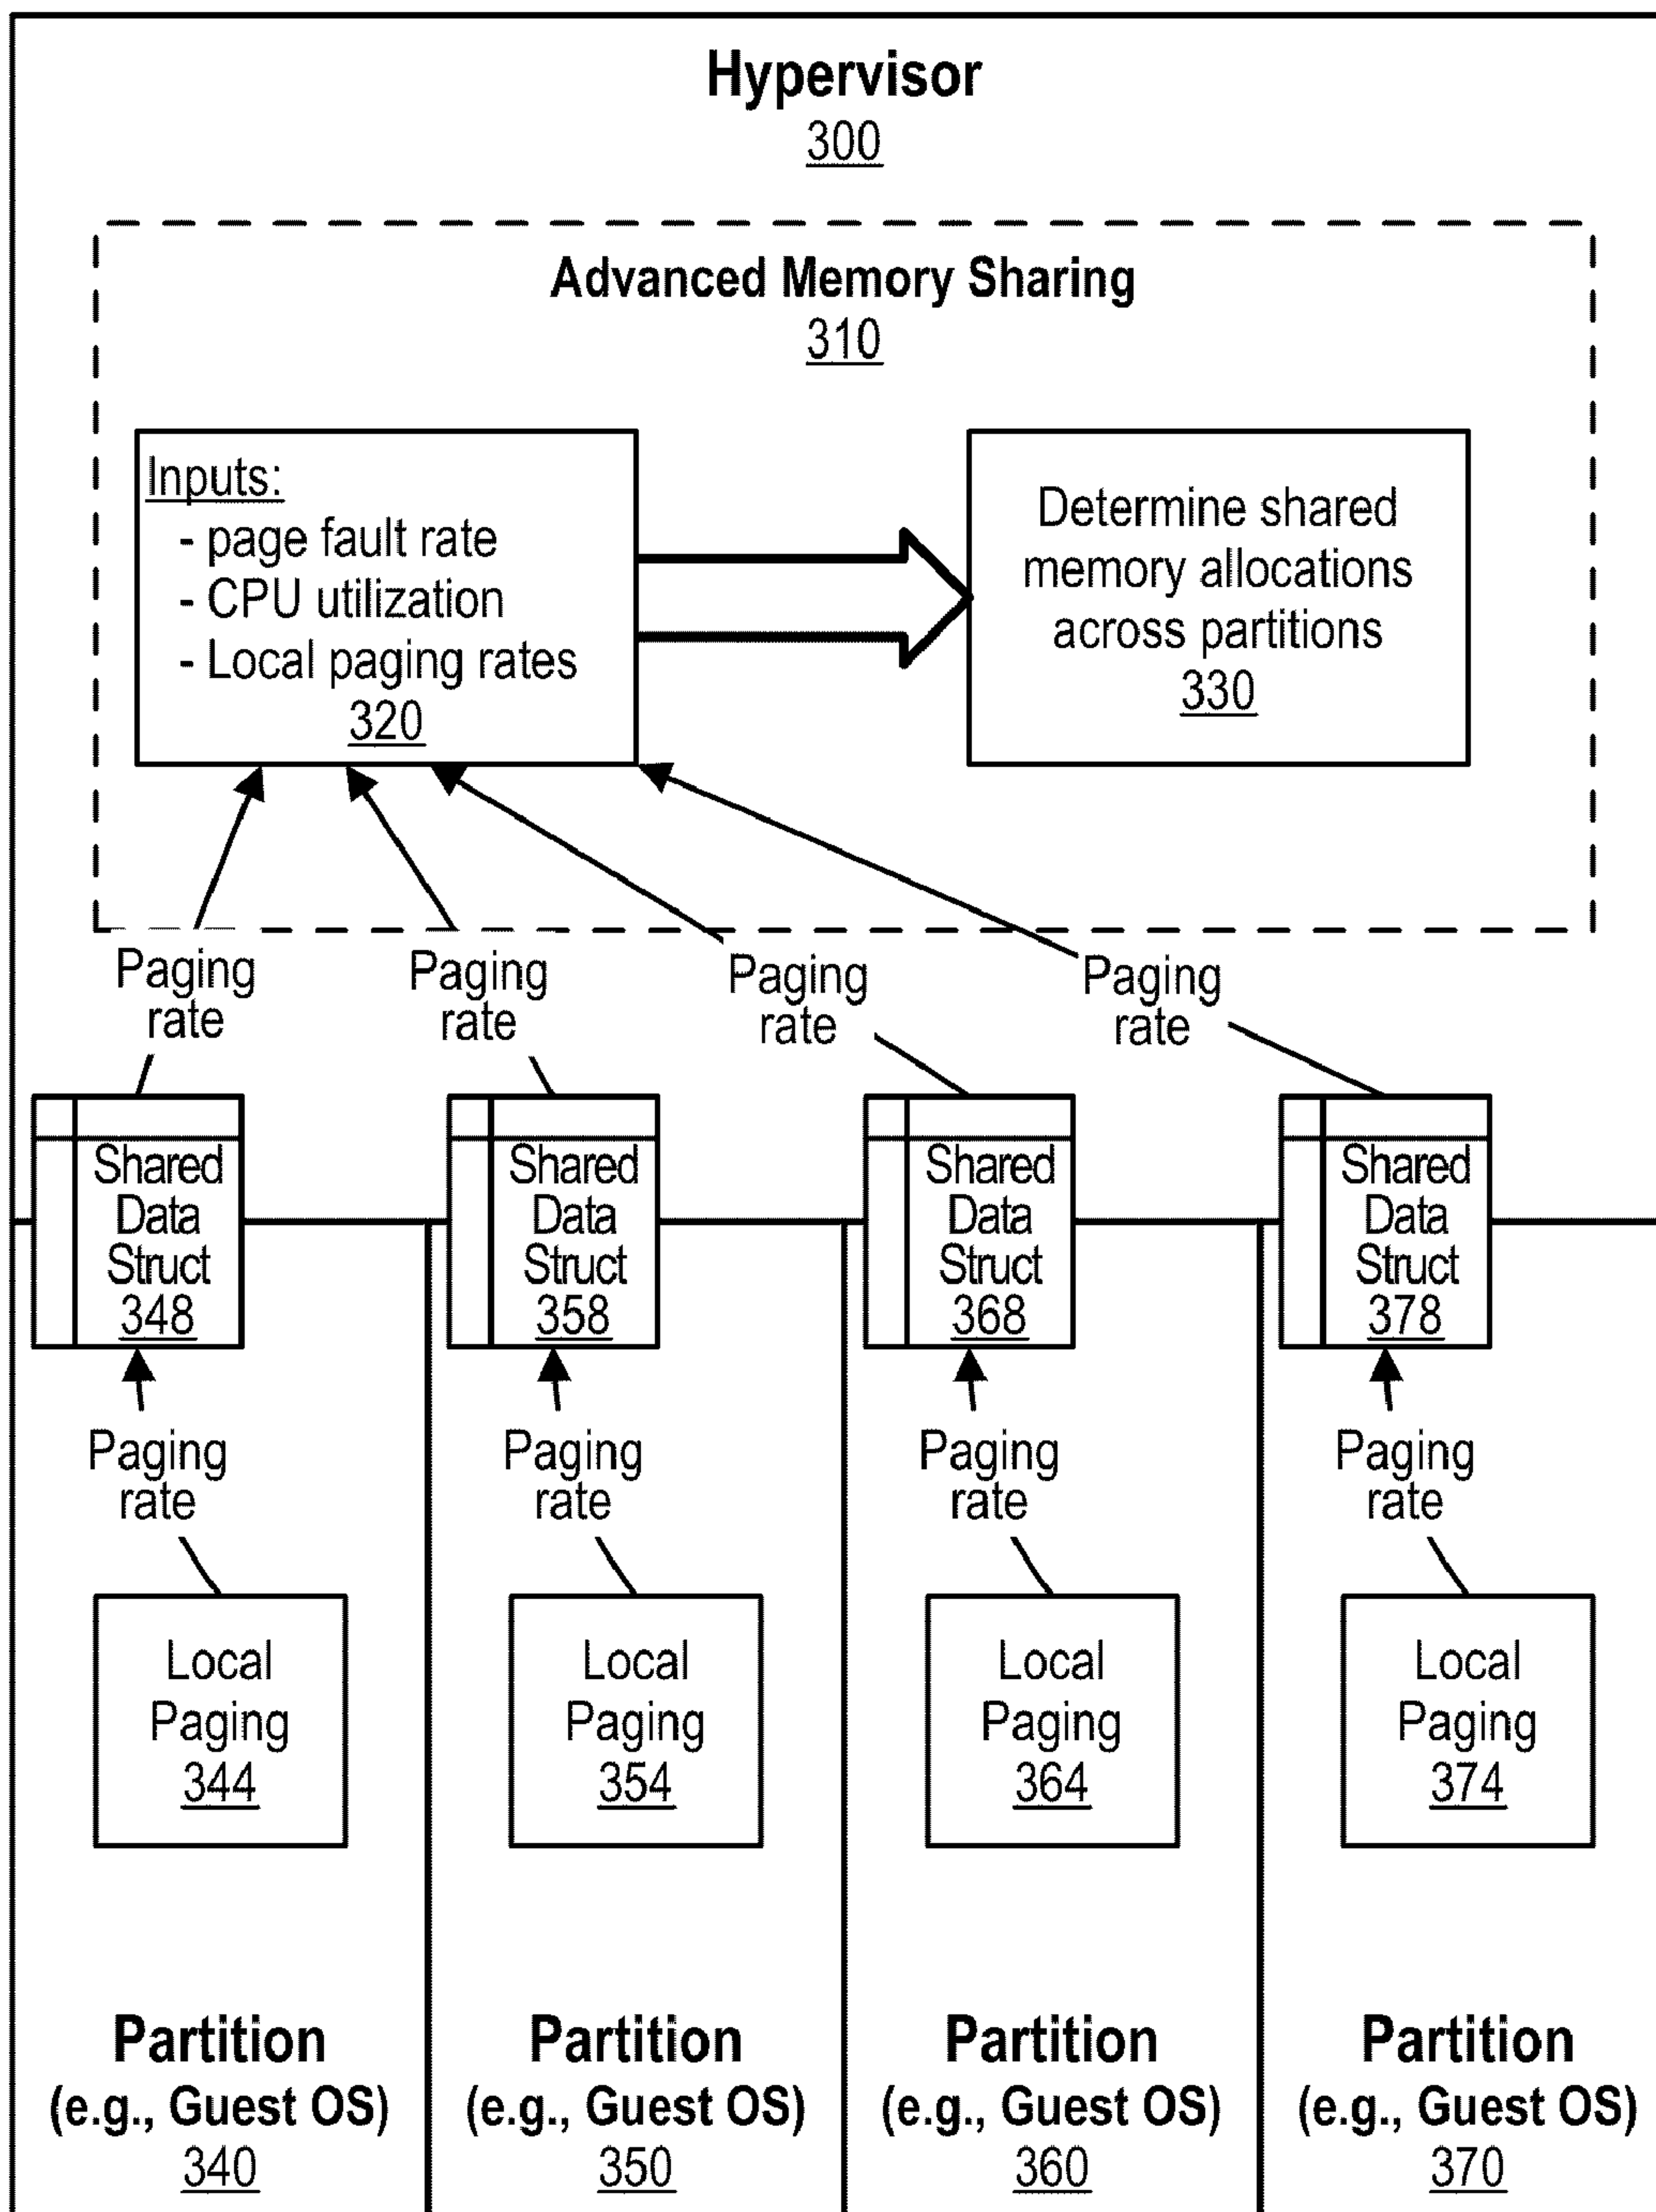 Hypervisor
300
Advanced Memory Sharing
310
Inputs:
- page fault rate
- CPU utilization
- Local paging rates
320
Determine shared
memory allocations
across partitions
330
Paging
rate
Paging
rate
Paging
rate
Paging
rate
Shared
Data
Struct
348
Shared
Data
Struct
358
Shared
Data
Struct
368
Shared
Data
Struct
378
Paging
rate
Paging
rate
Paging
rate
Paging
rate
Local
Paging
344
Local
Paging
354
Local
Paging
364
Local
Paging
374
Partition
(e.g., Guest OS)
340
Partition
(e.g., Guest OS)
350
Partition
(e.g., Guest OS)
360
Partition
(e.g., Guest OS)
370